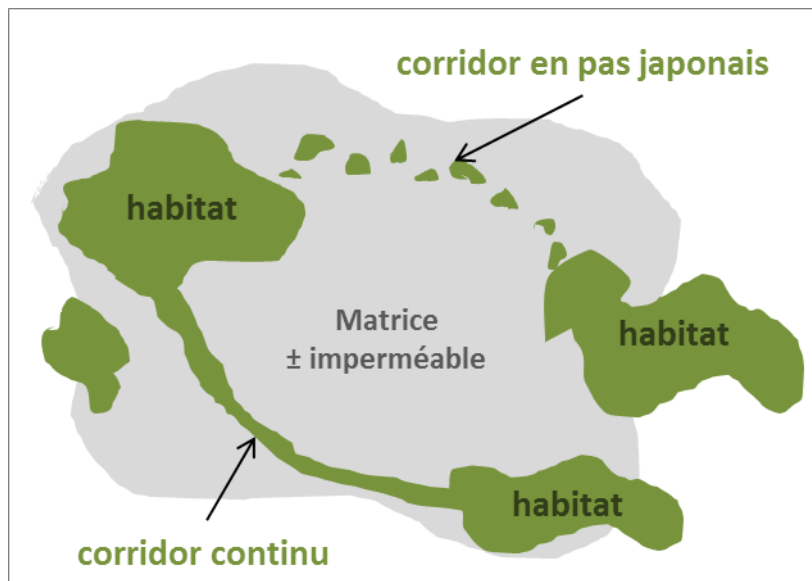 corridor en pas japonais
habitat
Matrice
± imperméable
habitat
habitat
corridor continu